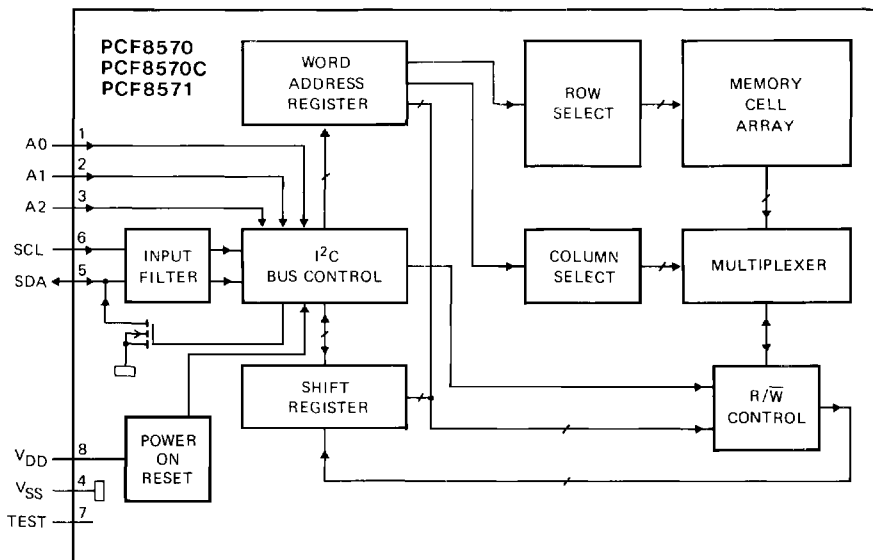 PCF8570
PCF8570C
PCF8571
WORD
ADDRESS
REGISTER
ROW
SELECT
MEMORY
CELL
ARRAY
A0
1
A1
2
A2
3
SCL
6
SDA
5
INPUT
FILTER
I²C
BUS CONTROL
COLUMN
SELECT
MULTIPLEXER
SHIFT
REGISTER
R/W̅
CONTROL
POWER
ON
RESET
VDD
8
VSS
4
TEST
7